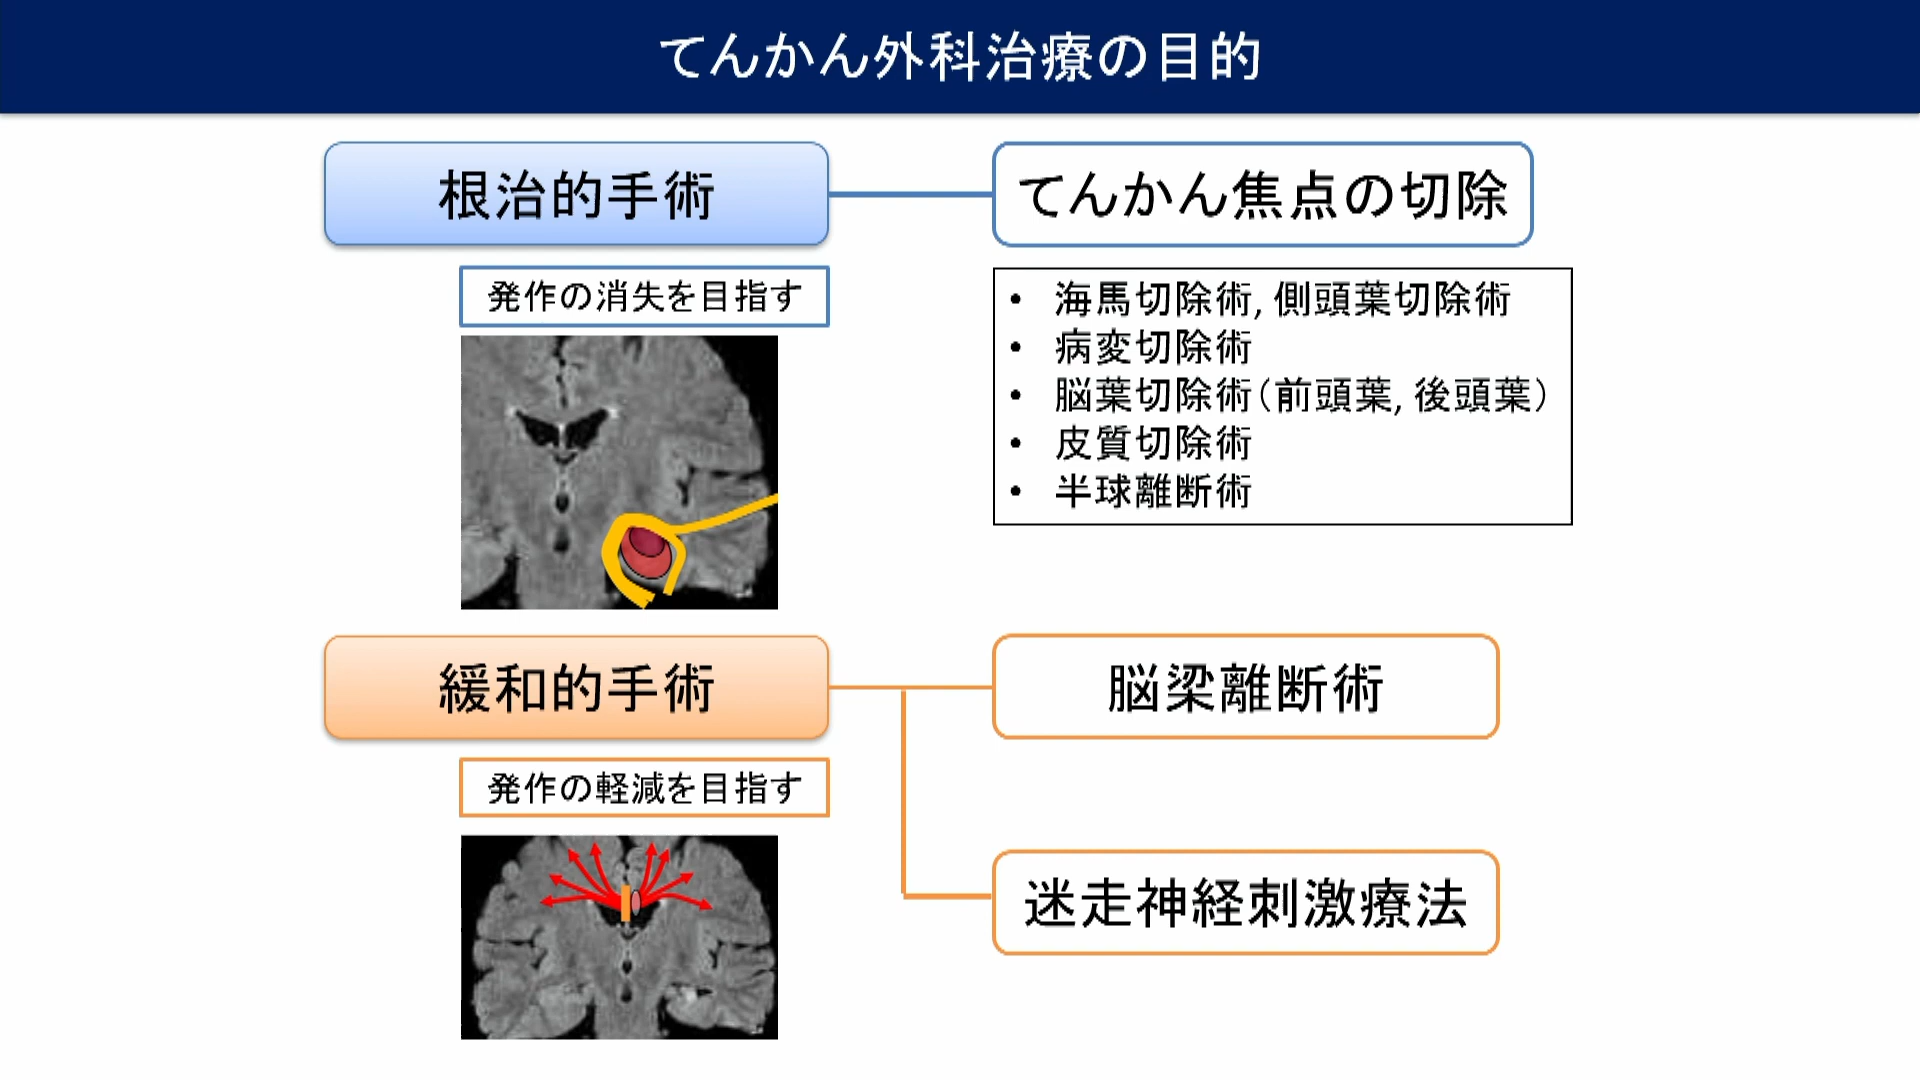 てんかん外科治療の目的
根治的手術
てんかん焦点の切除
発作の消失を目指す
• 海馬切除術, 側頭葉切除術
• 病変切除術
• 脳葉切除術（前頭葉, 後頭葉）
• 皮質切除術
• 半球離断術
緩和的手術
脳梁離断術
発作の軽減を目指す
迷走神経刺激療法